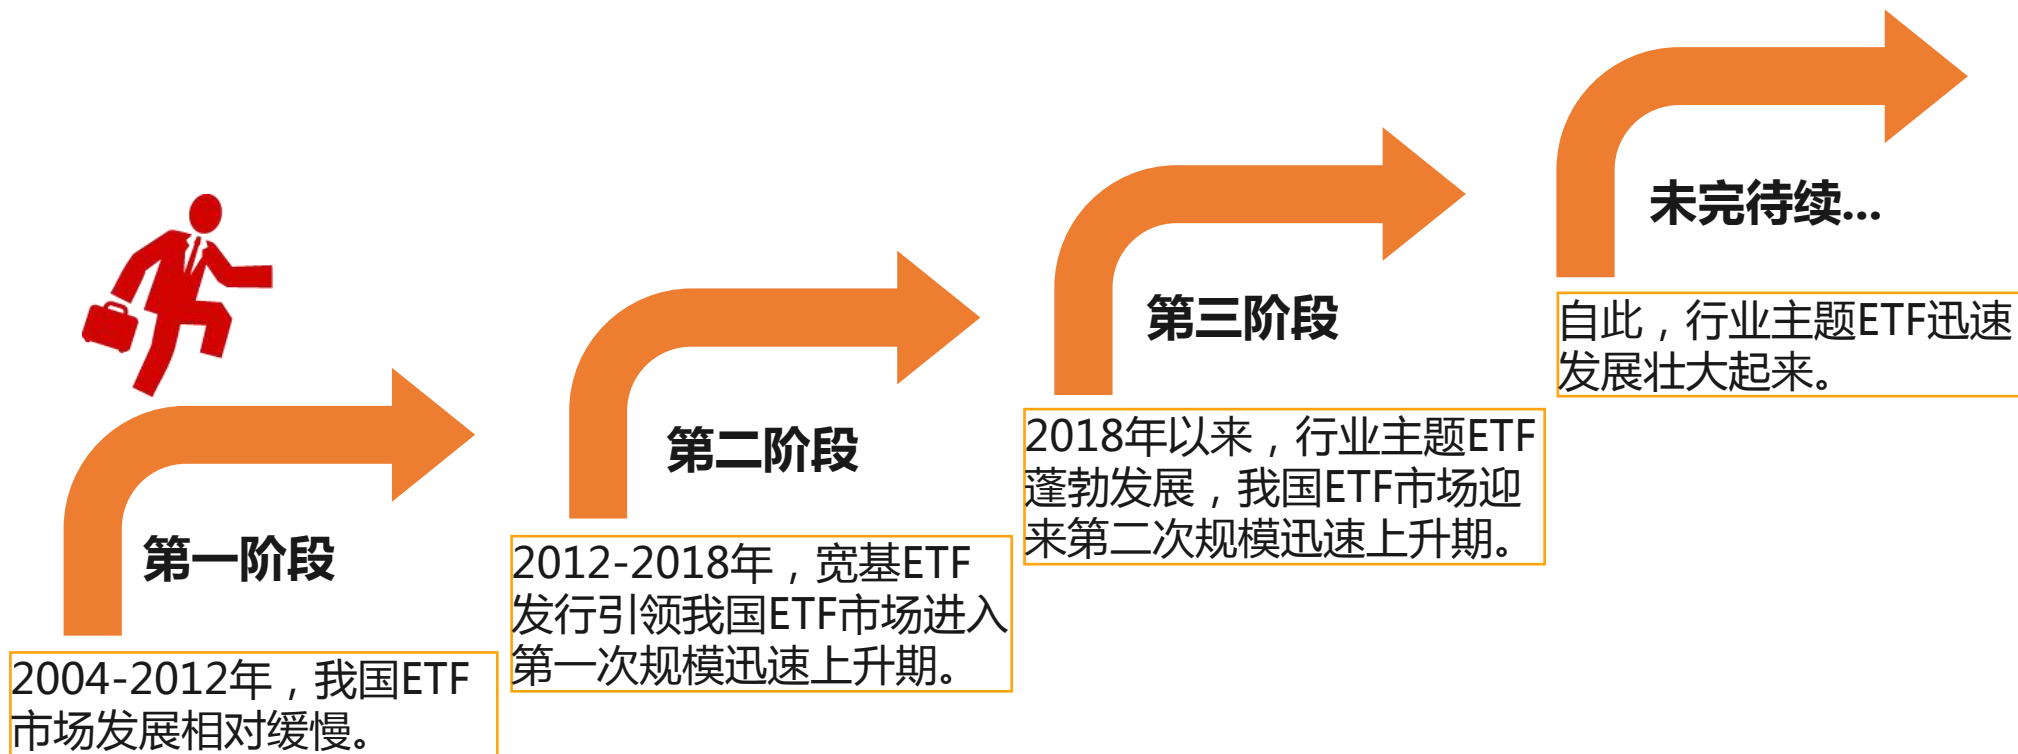 第一阶段
2004-2012年，我国ETF
市场发展相对缓慢。
第二阶段
2012-2018年，宽基ETF
发行引领我国ETF市场进入
第一次规模迅速上升期。
第三阶段
2018年以来，行业主题ETF
蓬勃发展，我国ETF市场迎
来第二次规模迅速上升期。
未完待续...
自此，行业主题ETF迅速
发展壮大起来。